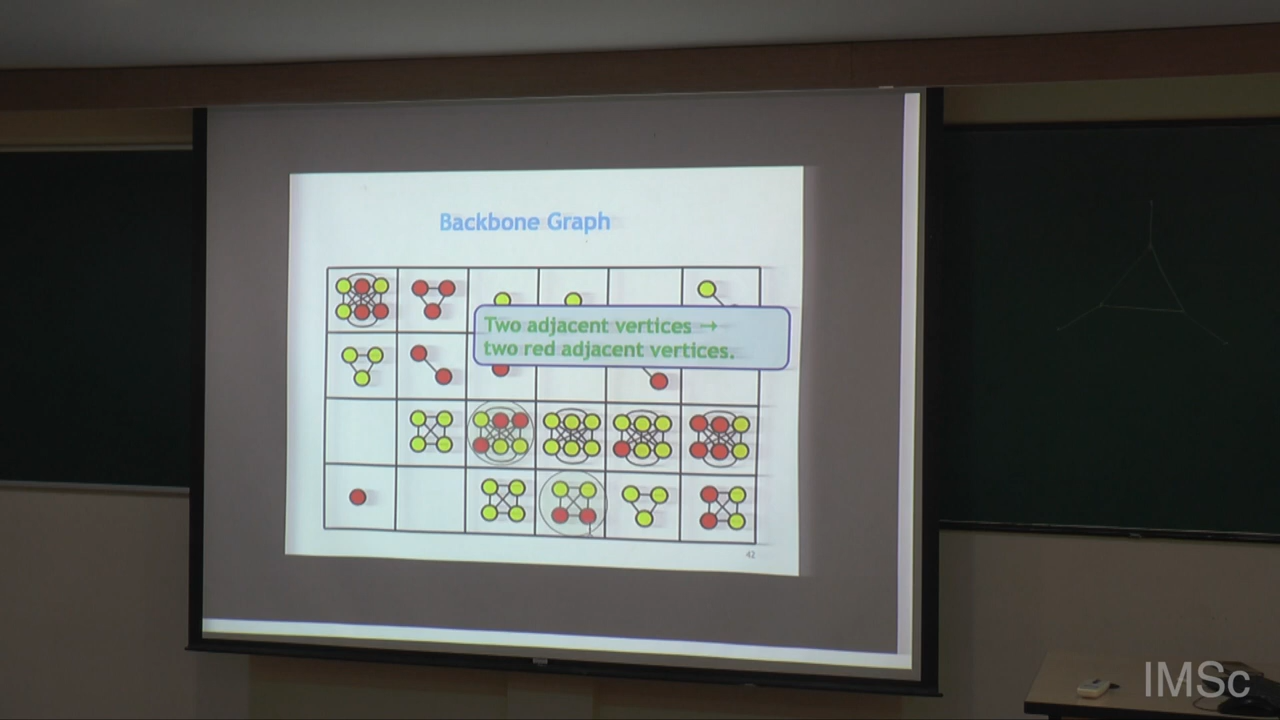 Backbone Graph
Two adjacent vertices →
two red adjacent vertices.
42
IMSc